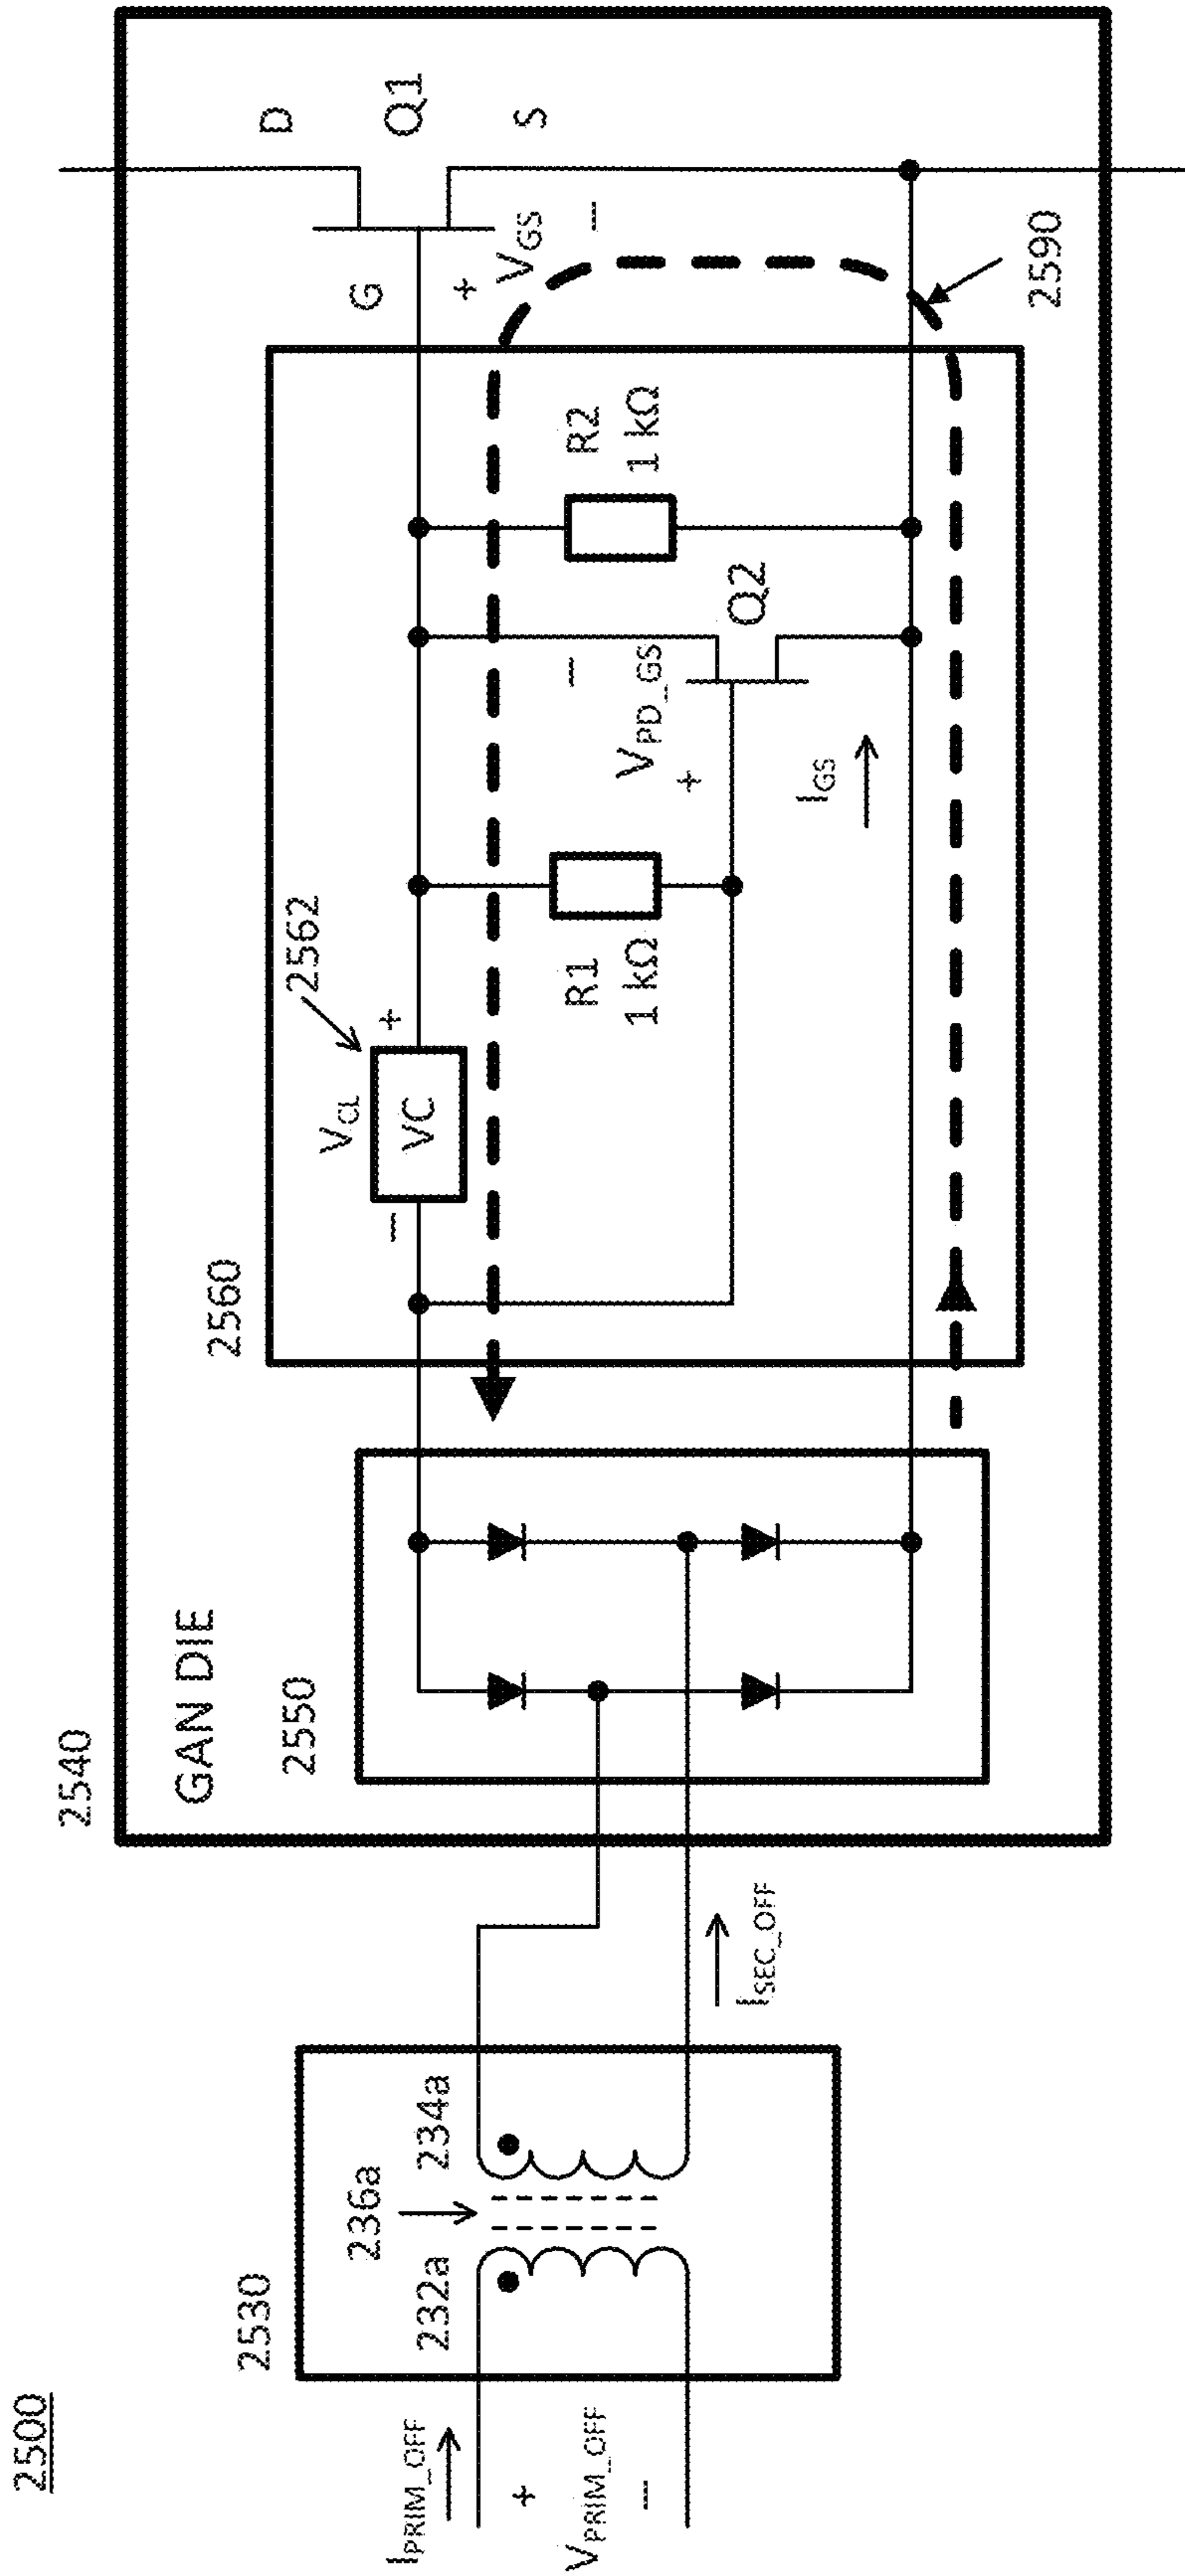 2500
2530
236a
232a
234a
I_PRIM_OFF
+
V_PRIM_OFF
−
I_SEC_OFF
2540
GAN DIE
2550
2560
V_CL
2562
−
VC
+
R1
1 kΩ
+
V_PD_GS
−
Q2
I_GS
R2
1 kΩ
G
+
V_GS
−
D
Q1
S
2590